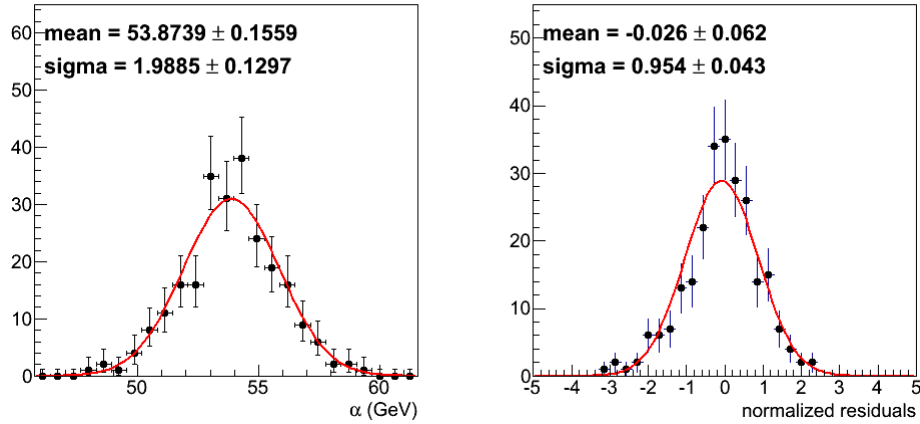 mean = 53.8739 ± 0.1559
sigma = 1.9885 ± 0.1297
60
50
40
30
20
10
0
50 55 60
α (GeV)
mean = -0.026 ± 0.062
sigma = 0.954 ± 0.043
50
40
30
20
10
0
-5 -4 -3 -2 -1 0 1 2 3 4 5
normalized residuals